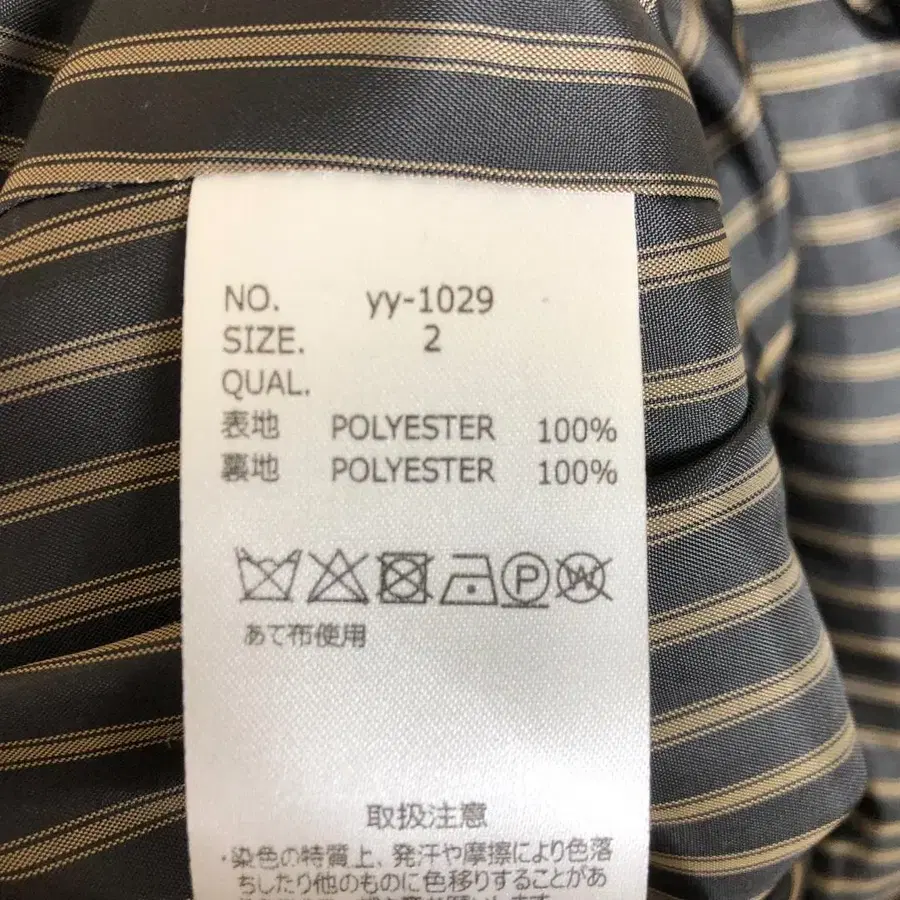 NO. yy-1029
SIZE. 2
QUAL.
表地 POLYESTER 100%
裏地 POLYESTER 100%
P W
あて布使用
取扱注意
・染色の特質上、発汗や摩擦により色落
ちしたり他のものに色移りすることがあ